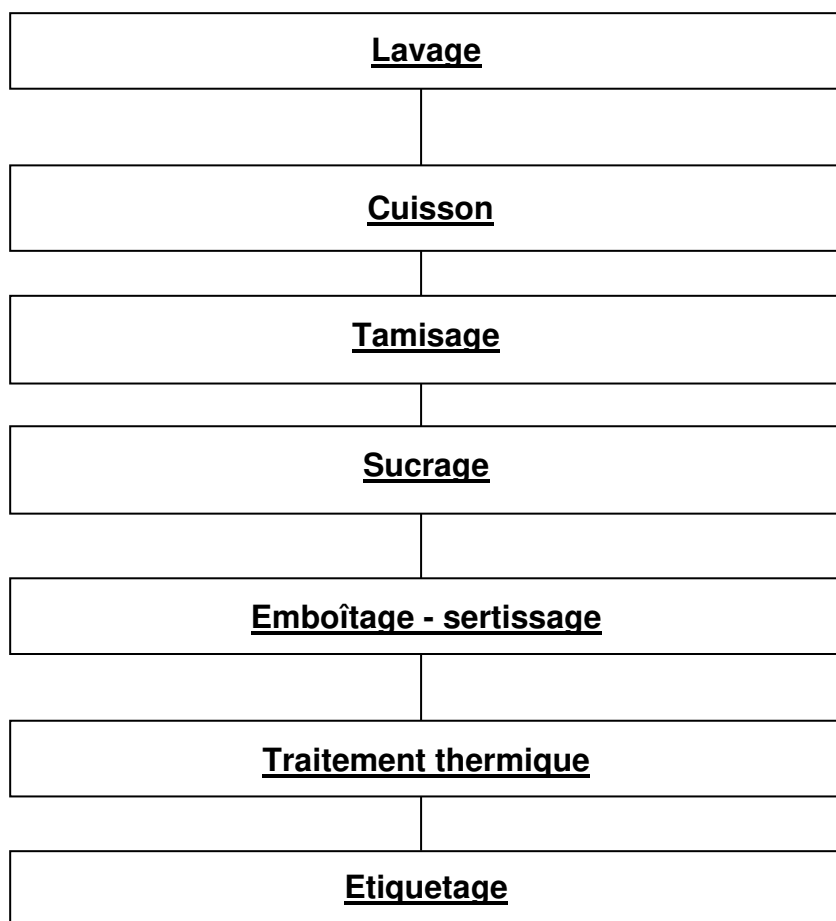 Lavage
Cuisson
Tamisage
Sucrage
Emboîtage - sertissage
Traitement thermique
Etiquetage